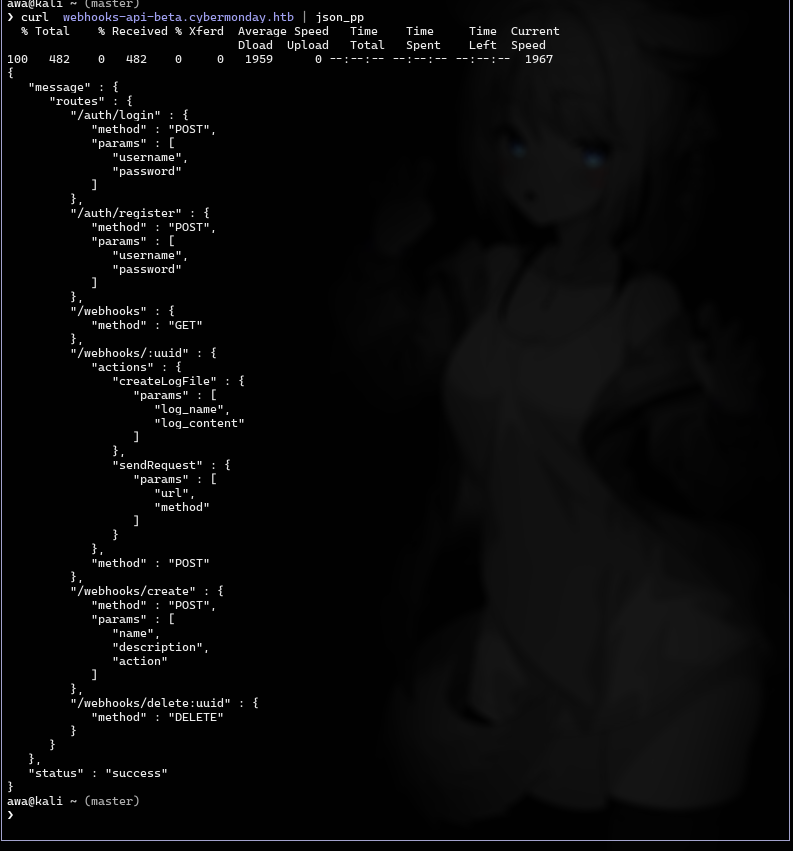 awa@kali ~ (master)
❯ curl  webhooks-api-beta.cybermonday.htb | json_pp
  % Total    % Received % Xferd  Average Speed   Time    Time     Time  Current
                                 Dload  Upload   Total   Spent    Left  Speed
100   482    0   482    0     0   1959      0 --:--:-- --:--:-- --:--:--  1967
{
   "message" : {
      "routes" : {
         "/auth/login" : {
            "method" : "POST",
            "params" : [
               "username",
               "password"
            ]
         },
         "/auth/register" : {
            "method" : "POST",
            "params" : [
               "username",
               "password"
            ]
         },
         "/webhooks" : {
            "method" : "GET"
         },
         "/webhooks/:uuid" : {
            "actions" : {
               "createLogFile" : {
                  "params" : [
                     "log_name",
                     "log_content"
                  ]
               },
               "sendRequest" : {
                  "params" : [
                     "url",
                     "method"
                  ]
               }
            },
            "method" : "POST"
         },
         "/webhooks/create" : {
            "method" : "POST",
            "params" : [
               "name",
               "description",
               "action"
            ]
         },
         "/webhooks/delete:uuid" : {
            "method" : "DELETE"
         }
      }
   },
   "status" : "success"
}
awa@kali ~ (master)
❯